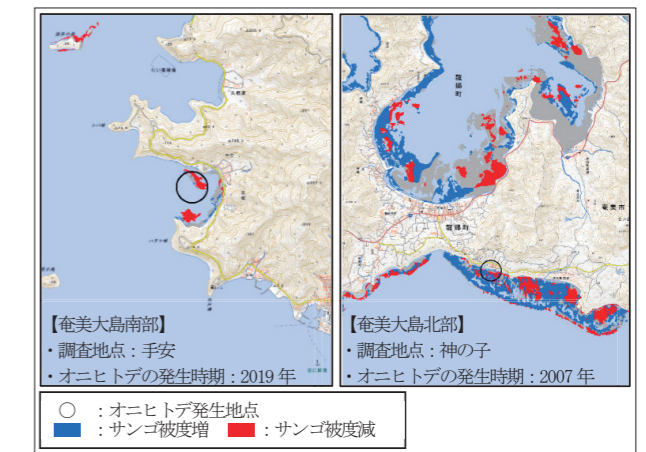 龍郷町
奄美市
龍郷町
【奄美大島南部】
・調査地点：手安
・オニヒトデの発生時期：2019 年
【奄美大島北部】
・調査地点：神の子
・オニヒトデの発生時期：2007 年
○ ：オニヒトデ発生地点
：サンゴ被度増 ：サンゴ被度減